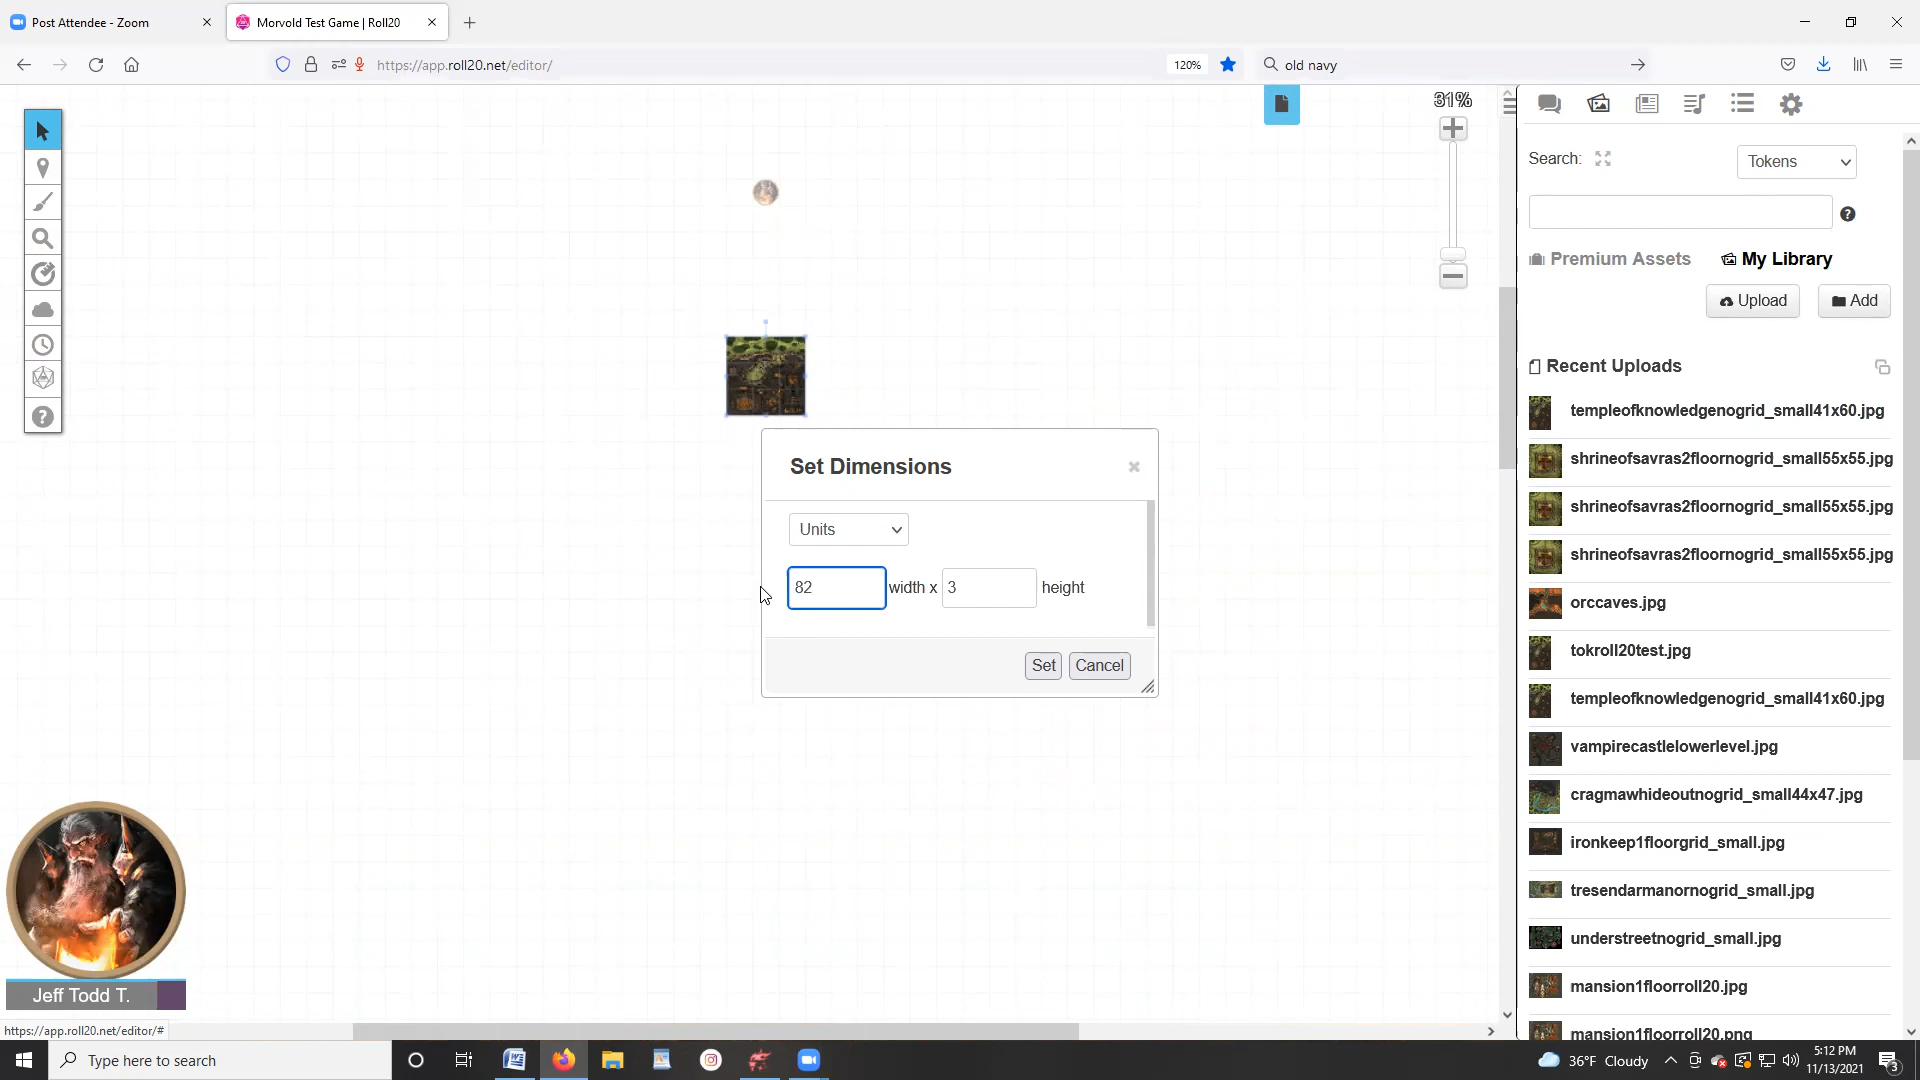 Post Attendee - Zoom
Morvold Test Game | Roll20
https://app.roll20.net/editor/
120%
old navy
31%
Search:
Tokens
Premium Assets
My Library
Upload
Add
Recent Uploads
templeofknowledgenogrid_small41x60.jpg
shrineofsavras2floornogrid_small55x55.jpg
shrineofsavras2floornogrid_small55x55.jpg
shrineofsavras2floornogrid_small55x55.jpg
orccaves.jpg
tokroll20test.jpg
templeofknowledgenogrid_small41x60.jpg
vampirecastlelowerlevel.jpg
cragmawhideoutnogrid_small44x47.jpg
ironkeep1floorgrid_small.jpg
tresendarmanornogrid_small.jpg
understreetnogrid_small.jpg
mansion1floorroll20.jpg
mansion1floorroll20.png
Set Dimensions
Units
82 width x 3 height
Set
Cancel
Jeff Todd T.
https://app.roll20.net/editor/#
Type here to search
36°F Cloudy
5:12 PM
11/13/2021
3